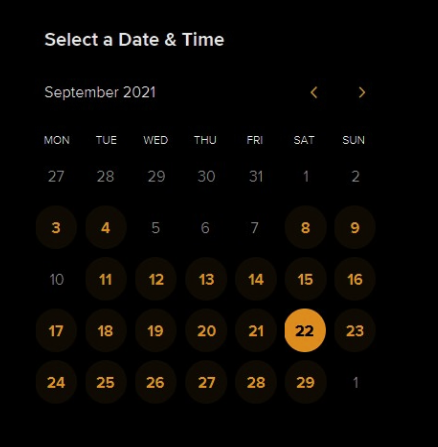 Select a Date & Time
September 2021
MON TUE WED THU FRI SAT SUN
27 28 29 30 31 1 2
3 4 5 6 7 8 9
10 11 12 13 14 15 16
17 18 19 20 21 22 23
24 25 26 27 28 29 1